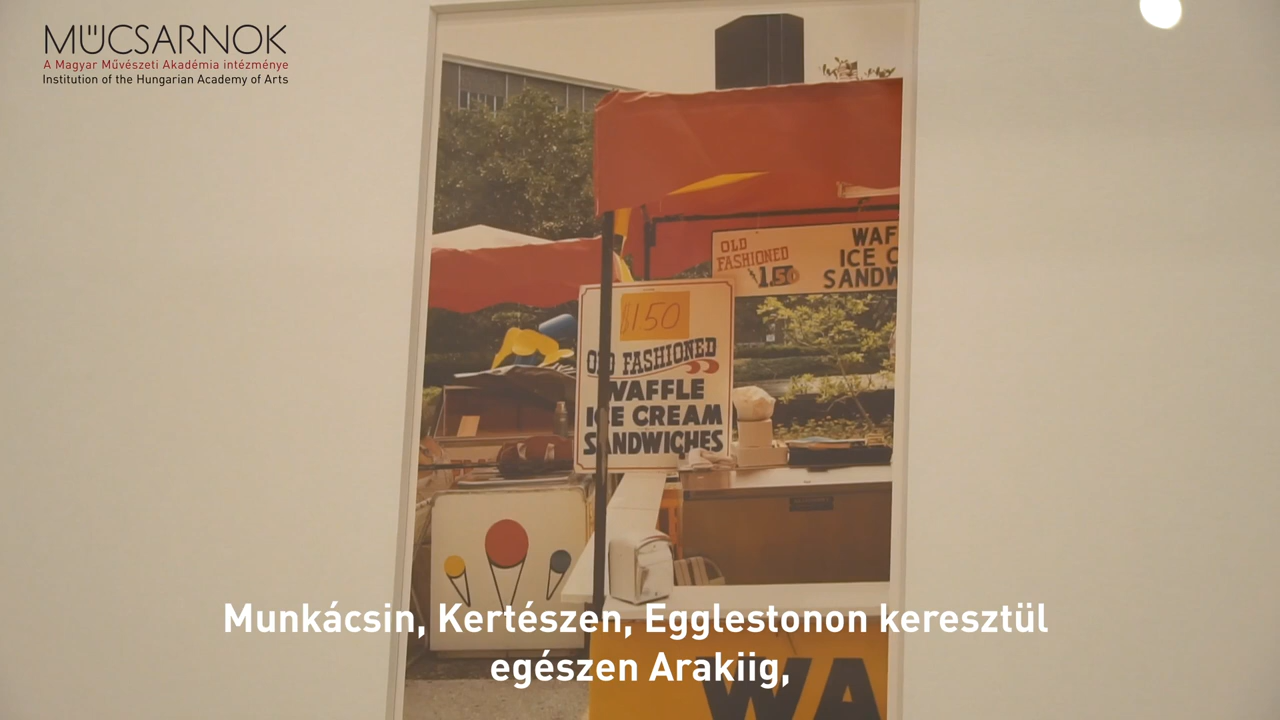 MŰCSARNOK
A Magyar Művészeti Akadémia intézménye
Institution of the Hungarian Academy of Arts
OLD
FASHIONED
1.50
WAF
ICE C
SANDW
$1.50
OLD FASHIONED
WAFFLE
ICE CREAM
SANDWICHES
WA
Munkácsin, Kertészen, Egglestonon keresztül
egészen Arakiig,